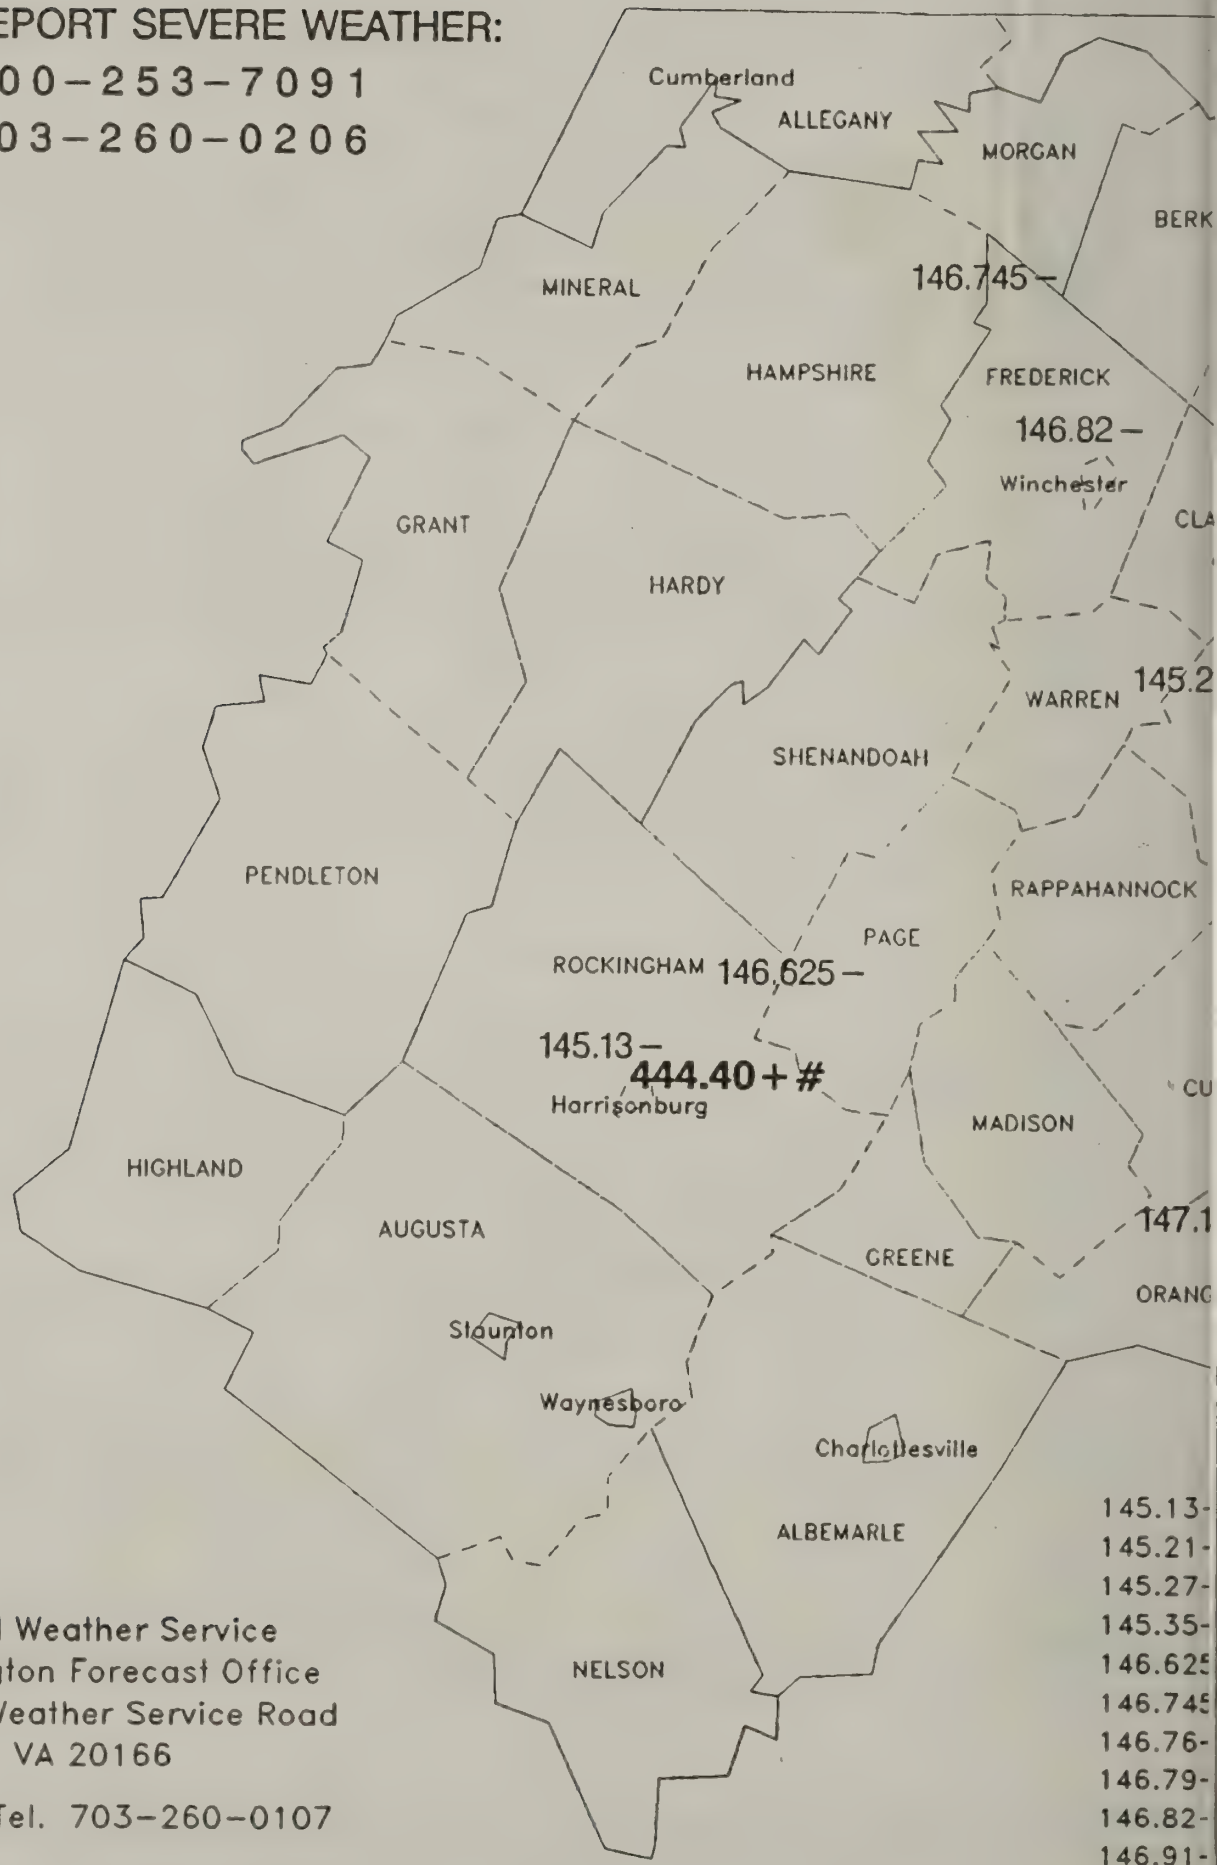 EPORT SEVERE WEATHER:
00-253-7091
03-260-0206
Cumberland
ALLEGANY
MORGAN
BERK
MINERAL
146.745-
HAMPSHIRE
FREDERICK
146.82-
Winchester
GRANT
CLA
HARDY
WARREN
145.2
SHENANDOAH
PENDLETON
RAPPAHANNOCK
PAGE
ROCKINGHAM
146.625-
145.13-
444.40+#
Harrisonburg
CU
MADISON
HIGHLAND
147.1
AUGUSTA
GREENE
ORANG
Staunton
Waynesboro
Charlottesville
ALBEMARLE
NELSON
l Weather Service
gton Forecast Office
Weather Service Road
VA 20166
Tel. 703-260-0107
145.13-
145.21-
145.27-
145.35-
146.625
146.745
146.76-
146.79-
146.82-
146.91-